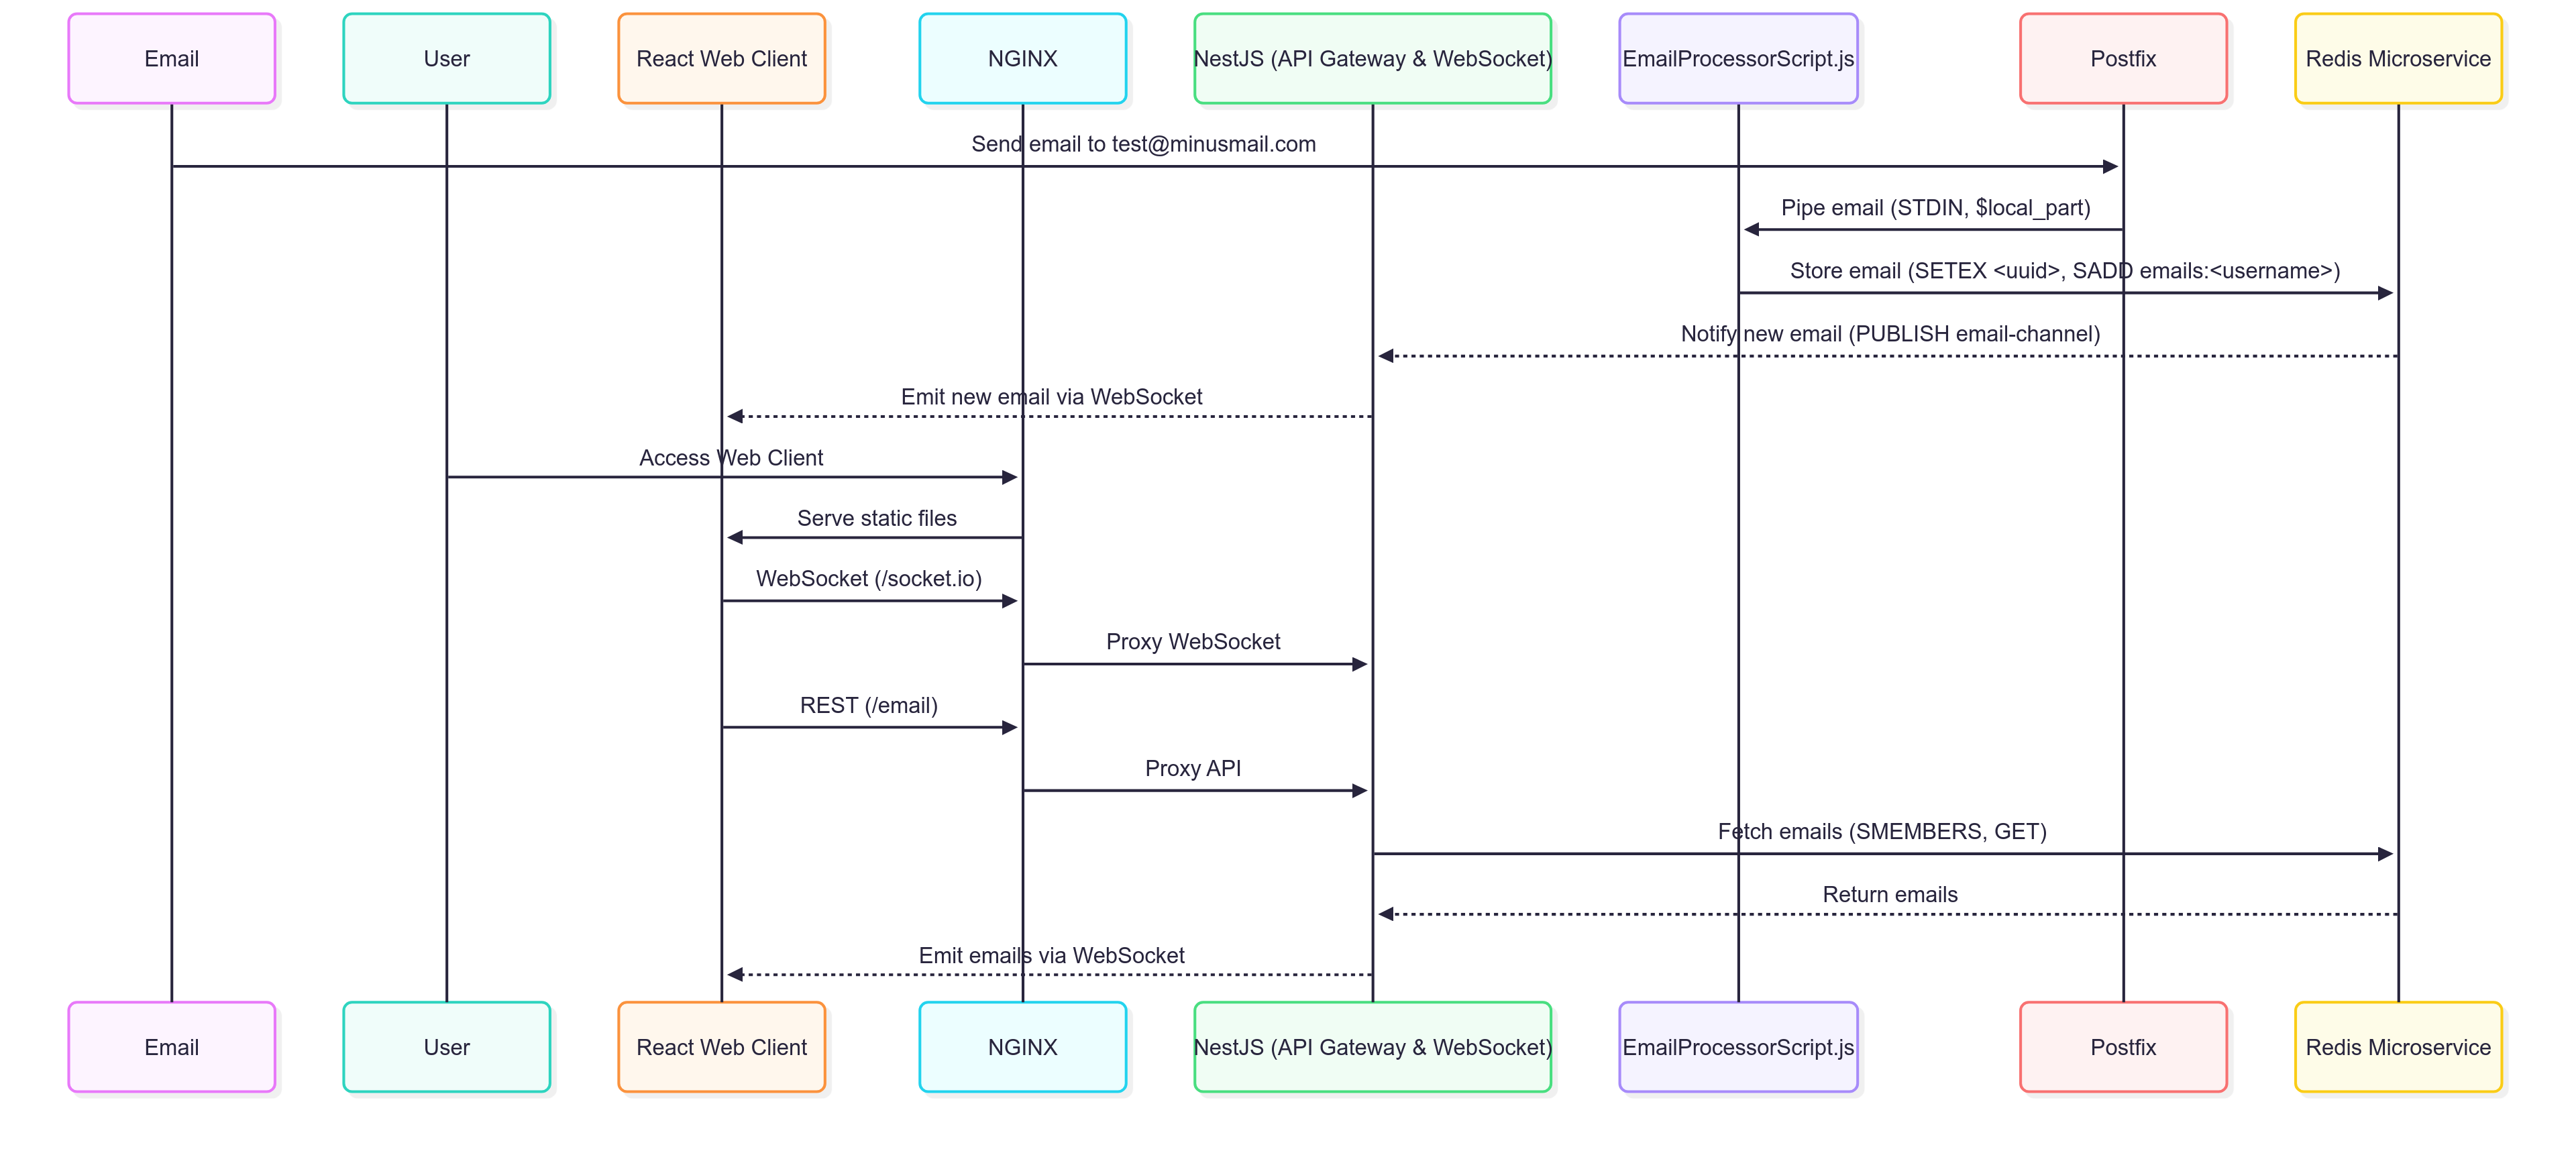 Email
User
React Web Client
NGINX
NestJS (API Gateway & WebSocket)
EmailProcessorScript.js
Postfix
Redis Microservice
Send email to test@minusmail.com
Pipe email (STDIN, $local_part)
Store email (SETEX <uuid>, SADD emails:<username>)
Notify new email (PUBLISH email-channel)
Emit new email via WebSocket
Access Web Client
Serve static files
WebSocket (/socket.io)
Proxy WebSocket
REST (/email)
Proxy API
Fetch emails (SMEMBERS, GET)
Return emails
Emit emails via WebSocket
Email
User
React Web Client
NGINX
NestJS (API Gateway & WebSocket)
EmailProcessorScript.js
Postfix
Redis Microservice